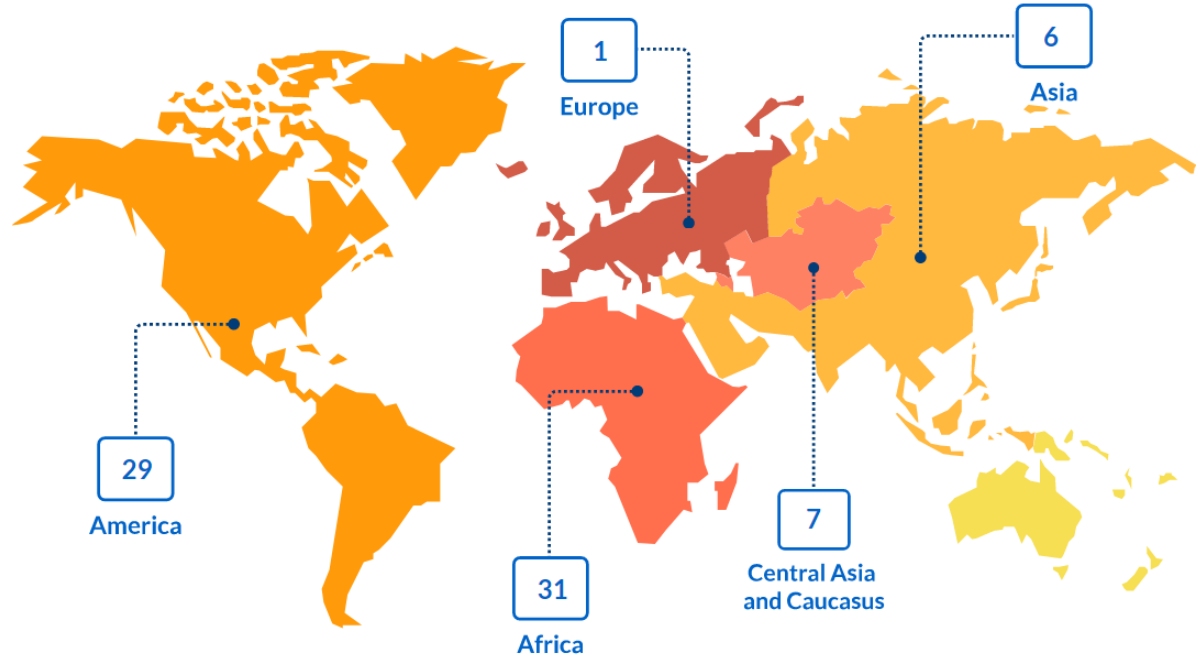 1
Europe
6
Asia
29
America
31
Africa
7
Central Asia
and Caucasus